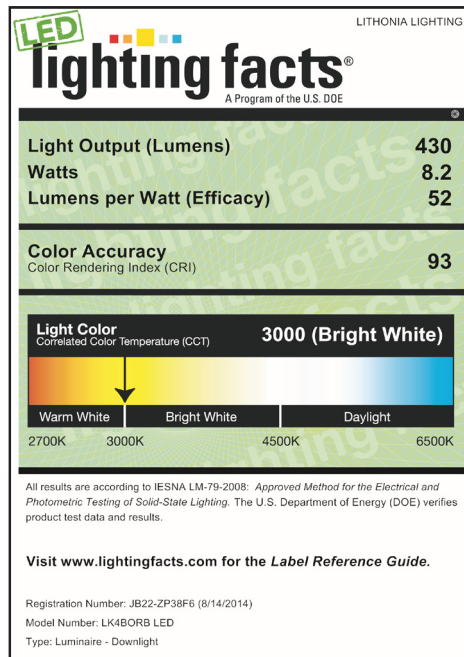 LITHONIA LIGHTING
LED
lighting facts®
A Program of the U.S. DOE
Light Output (Lumens) 430
Watts 8.2
Lumens per Watt (Efficacy) 52
Color Accuracy
Color Rendering Index (CRI) 93
Light Color
Correlated Color Temperature (CCT) 3000 (Bright White)
Warm White Bright White Daylight
2700K 3000K 4500K 6500K
All results are according to IESNA LM-79-2008: Approved Method for the Electrical and
Photometric Testing of Solid-State Lighting. The U.S. Department of Energy (DOE) verifies
product test data and results.
Visit www.lightingfacts.com for the Label Reference Guide.
Registration Number: JB22-ZP38F6 (8/14/2014)
Model Number: LK4BORB LED
Type: Luminaire - Downlight